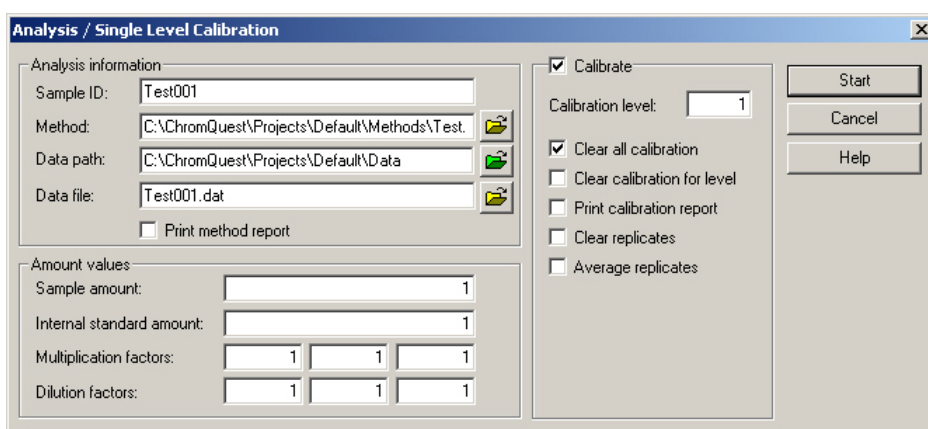 Analysis / Single Level Calibration
Analysis information
Sample ID: Test001
Method: C:\ChromQuest\Projects\Default\Methods\Test.
Data path: C:\ChromQuest\Projects\Default\Data
Data file: Test001.dat
Print method report
Amount values
Sample amount: 1
Internal standard amount: 1
Multiplication factors: 1 1 1
Dilution factors: 1 1 1
Calibrate
Calibration level: 1
Clear all calibration
Clear calibration for level
Print calibration report
Clear replicates
Average replicates
Start
Cancel
Help